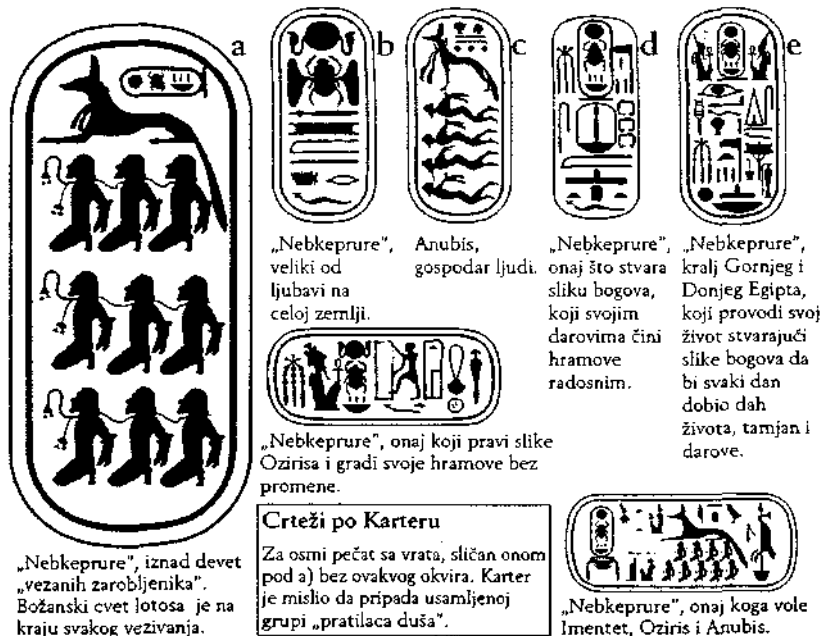 a
b
c
d
e
„Nebkeprure",
veliki od
ljubavi na
celoj zemlji.
Anubis,
gospodar ljudi.
„Nebkeprure",
onaj što stvara
sliku bogova,
koji svojim
darovima čini
hramove
radosnim.
„Nebkeprure",
kralj Gornjeg i
Donjeg Egipta,
koji provodi svoj
život stvarajući
slike bogova da
bi svaki dan
dobio dah
života, tamjan i
darove.
„Nebkeprure", onaj koji pravi slike
Ozirisa i gradi svoje hramove bez
promene.
„Nebkeprure", iznad devet
„vezanih zarobljenika".
Božanski cvet lotosa je na
kraju svakog vezivanja.
Crteži po Karteru
Za osmi pečat sa vrata, sličan onom
pod a) bez ovakvog okvira. Karter
je mislio da pripada usamljenoj
grupi „pratilaca duša".
„Nebkeprure", onaj koga vole
Imentet, Oziris i Anubis.